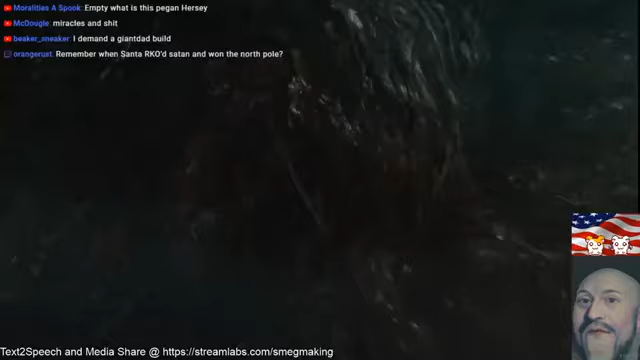 Moralities A Spook: Empty what is this pegan Hersey
McDougle: miracles and shit
beaker_sneaker: I demand a giantdad build
orangerust: Remember when Santa RKO'd satan and won the north pole?
Text2Speech and Media Share @ https://streamlabs.com/smegmaking